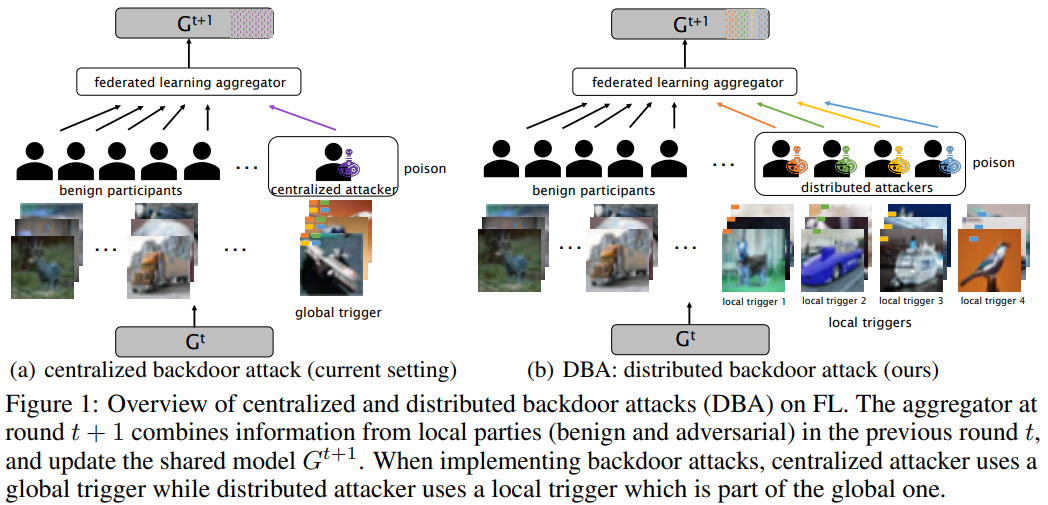 G^{t+1}
federated learning aggregator
...
benign participants
centralized attacker
poison
... ...
global trigger
G^t
(a) centralized backdoor attack (current setting)
G^{t+1}
federated learning aggregator
...
benign participants
distributed attackers
poison
... ...
local trigger 1 local trigger 2 local trigger 3 local trigger 4
local triggers
G^t
(b) DBA: distributed backdoor attack (ours)
Figure 1: Overview of centralized and distributed backdoor attacks (DBA) on FL. The aggregator at
round t + 1 combines information from local parties (benign and adversarial) in the previous round t,
and update the shared model G^{t+1}. When implementing backdoor attacks, centralized attacker uses a
global trigger while distributed attacker uses a local trigger which is part of the global one.